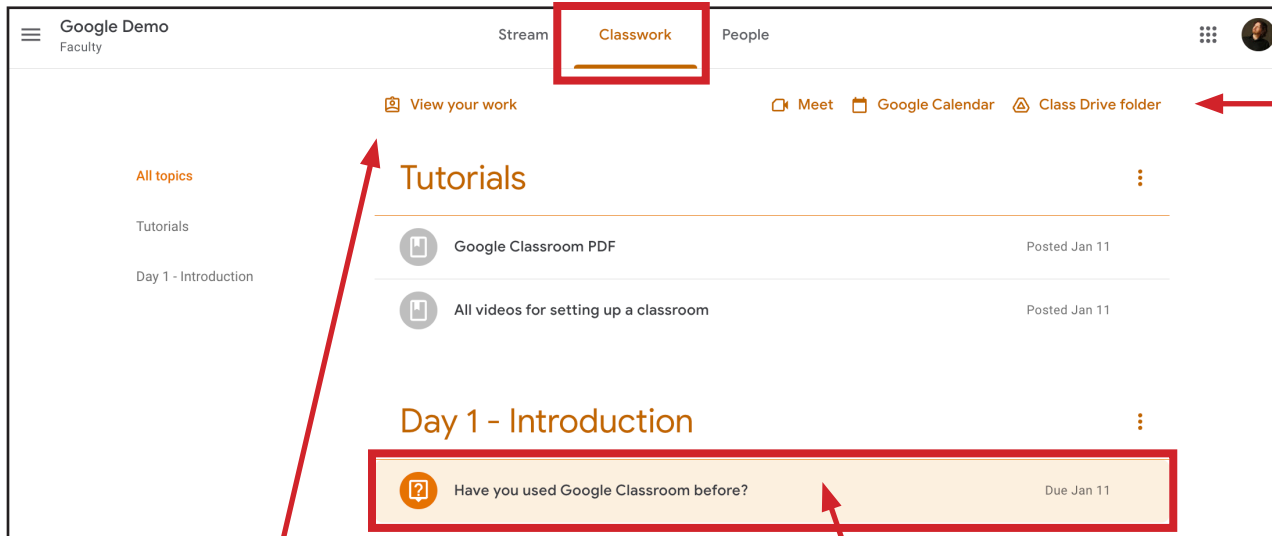 Google Demo
Faculty
Stream Classwork People
View your work
Meet Google Calendar Class Drive folder
All topics
Tutorials
Day 1 - Introduction
Tutorials
Google Classroom PDF Posted Jan 11
All videos for setting up a classroom Posted Jan 11
Day 1 - Introduction
Have you used Google Classroom before? Due Jan 11